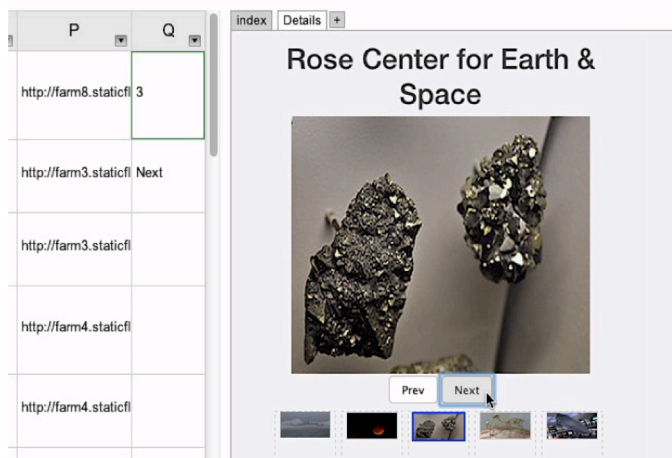 P
Q
http://farm8.staticfl
3
http://farm3.staticfl
Next
http://farm3.staticfl
http://farm4.staticfl
http://farm4.staticfl
index
Details
+
Rose Center for Earth &
Space
Prev
Next